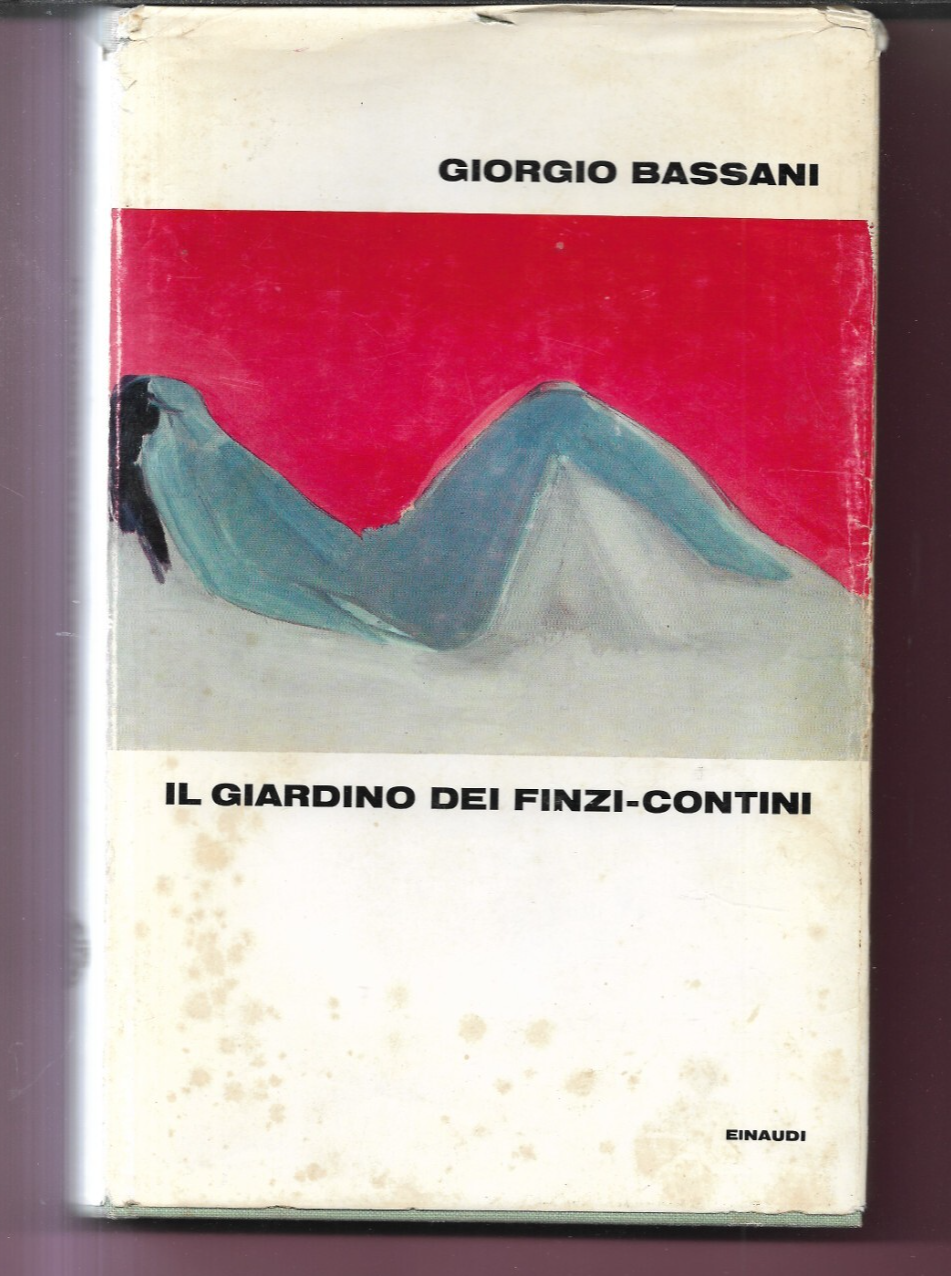 GIORGIO BASSANI
IL GIARDINO DEI FINZI-CONTINI
EINAUDI